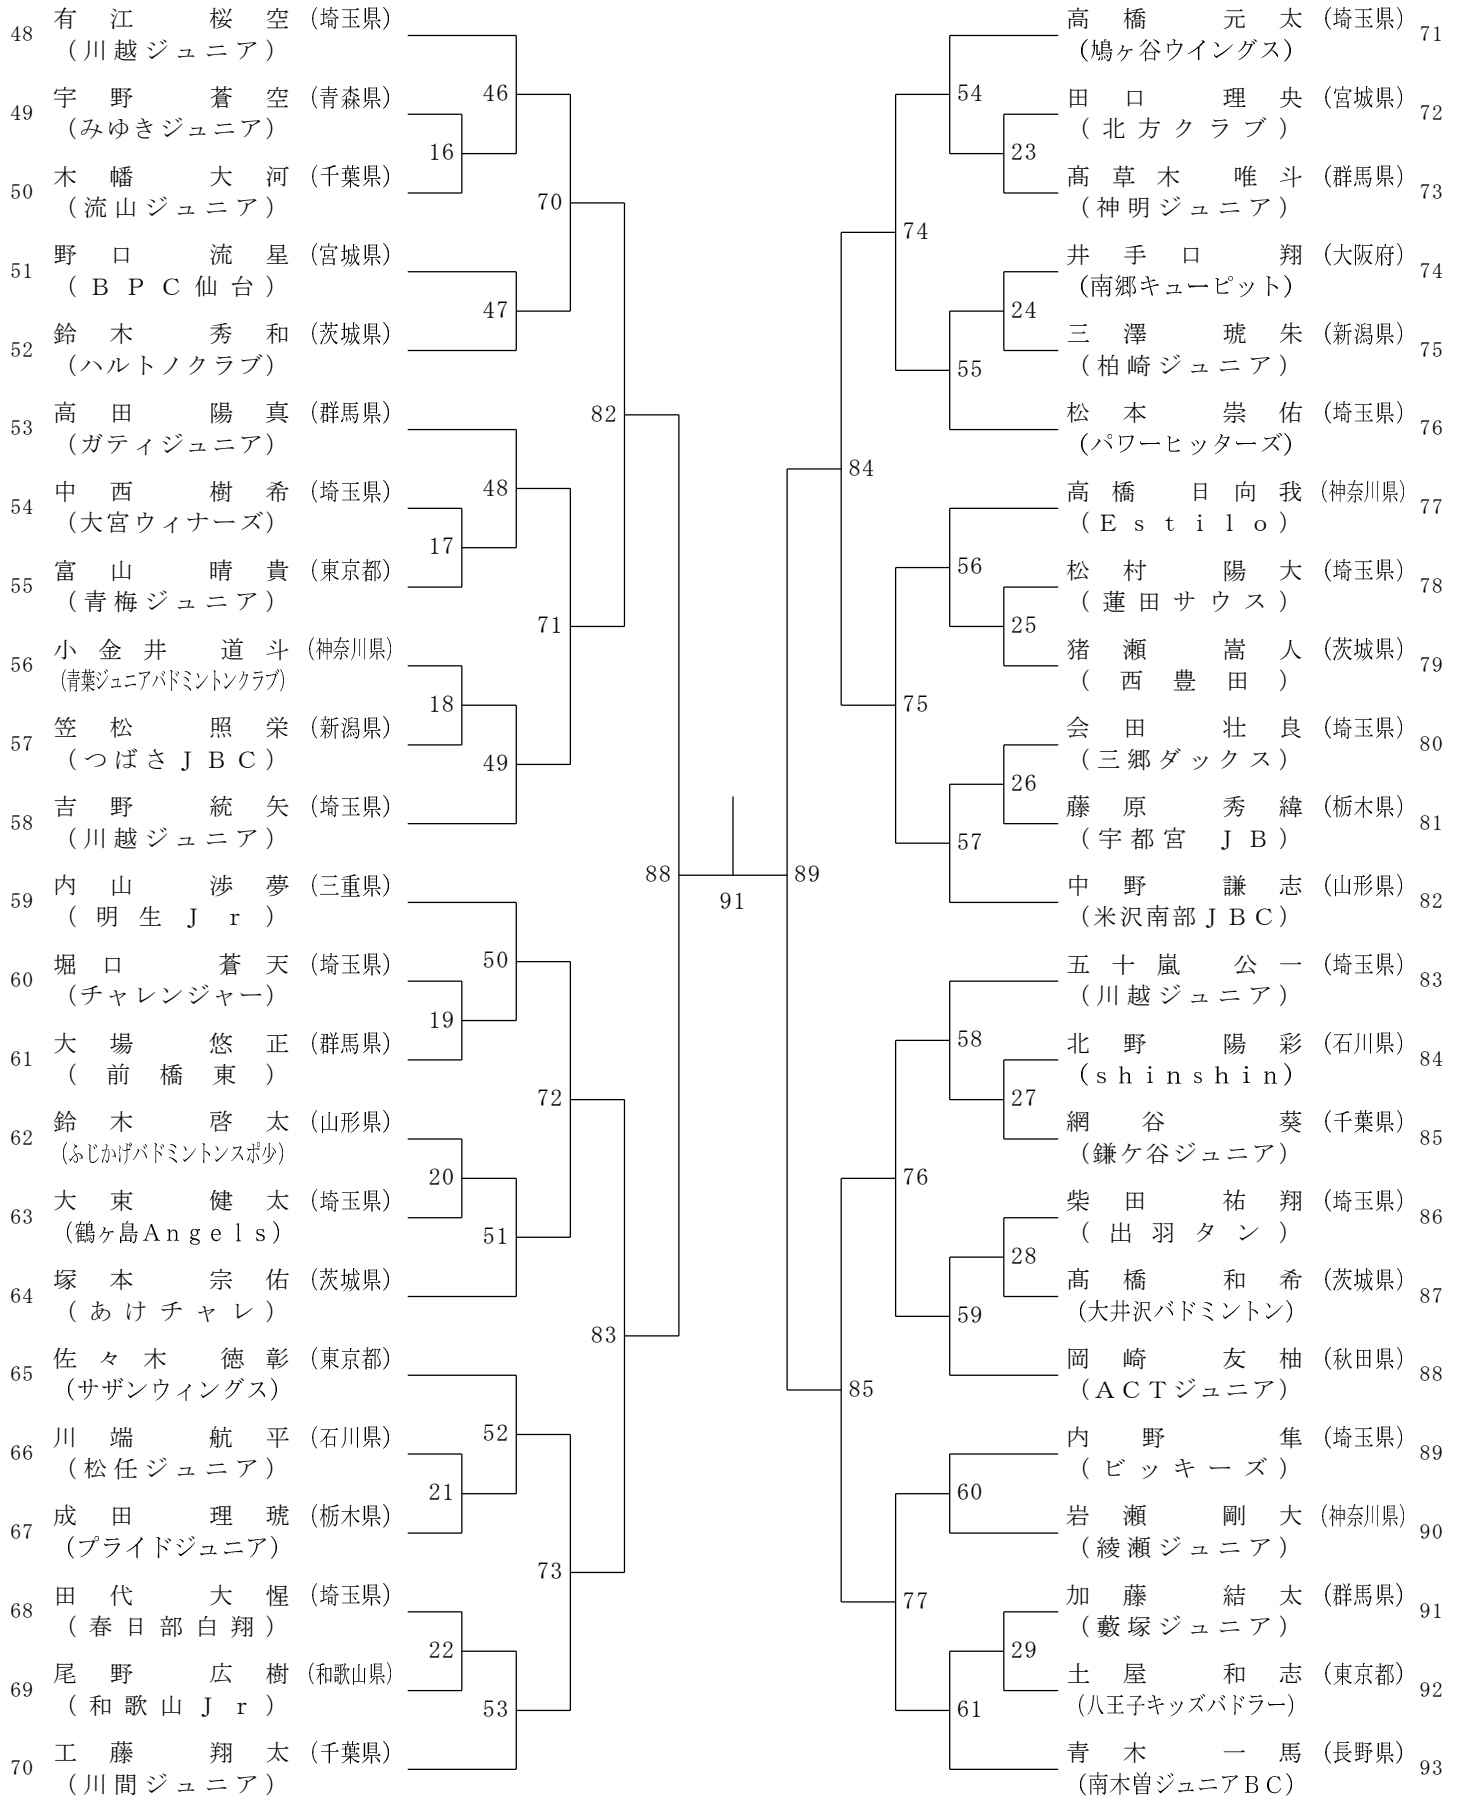 48 有江 桜空 (埼玉県)
(川越ジュニア)
49 宇野 蒼空 (青森県)
(みゆきジュニア)
50 木幡 大河 (千葉県)
(流山ジュニア)
51 野口 流星 (宮城県)
(ＢＰＣ仙台)
52 鈴木 秀和 (茨城県)
(ハルトノクラブ)
53 高田 陽真 (群馬県)
(ガティジュニア)
54 中西 樹希 (埼玉県)
(大宮ウィナーズ)
55 富山 晴貴 (東京都)
(青梅ジュニア)
56 小金井 道斗 (神奈川県)
(青葉ジュニアバドミントンクラブ)
57 笠松 照栄 (新潟県)
(つばさＪＢＣ)
58 吉野 統矢 (埼玉県)
(川越ジュニア)
59 内山 渉夢 (三重県)
(明生Ｊｒ)
60 堀口 蒼天 (埼玉県)
(チャレンジャー)
61 大場 悠正 (群馬県)
(前橋東)
62 鈴木 啓太 (山形県)
(ふじかげバドミントンスポ少)
63 大束 健太 (埼玉県)
(鶴ヶ島Ａｎｇｅｌｓ)
64 塚本 宗佑 (茨城県)
(あけチャレ)
65 佐々木 徳彰 (東京都)
(サザンウィングス)
66 川端 航平 (石川県)
(松任ジュニア)
67 成田 理琥 (栃木県)
(プライドジュニア)
68 田代 大惺 (埼玉県)
(春日部白翔)
69 尾野 広樹 (和歌山県)
(和歌山Ｊｒ)
70 工藤 翔太 (千葉県)
(川間ジュニア)
46
16
70
47
82
48
17
71
18
49
88
50
19
72
20
51
83
52
21
73
22
53
91
89
54
23
74
24
55
84
56
25
75
26
57
58
27
76
28
59
85
60
77
29
61
高橋 元太 (埼玉県) 71
(鳩ヶ谷ウイングス)
田口 理央 (宮城県) 72
(北方クラブ)
髙草木 唯斗 (群馬県) 73
(神明ジュニア)
井手口 翔 (大阪府) 74
(南郷キューピット)
三澤 琥朱 (新潟県) 75
(柏崎ジュニア)
松本 崇佑 (埼玉県) 76
(パワーヒッターズ)
高橋 日向我 (神奈川県) 77
(Ｅｓｔｉｌｏ)
松村 陽大 (埼玉県) 78
(蓮田サウス)
猪瀬 嵩人 (茨城県) 79
(西豊田)
会田 壮良 (埼玉県) 80
(三郷ダックス)
藤原 秀緯 (栃木県) 81
(宇都宮 ＪＢ)
中野 謙志 (山形県) 82
(米沢南部ＪＢＣ)
五十嵐 公一 (埼玉県) 83
(川越ジュニア)
北野 陽彩 (石川県) 84
(ｓｈｉｎｓｈｉｎ)
網谷 葵 (千葉県) 85
(鎌ケ谷ジュニア)
柴田 祐翔 (埼玉県) 86
(出羽タン)
髙橋 和希 (茨城県) 87
(大井沢バドミントン)
岡崎 友柚 (秋田県) 88
(ＡＣＴジュニア)
内野 隼 (埼玉県) 89
(ビッキーズ)
岩瀬 剛大 (神奈川県) 90
(綾瀬ジュニア)
加藤 結太 (群馬県) 91
(藪塚ジュニア)
土屋 和志 (東京都) 92
(八王子キッズバドラー)
青木 一馬 (長野県) 93
(南木曽ジュニアＢＣ)